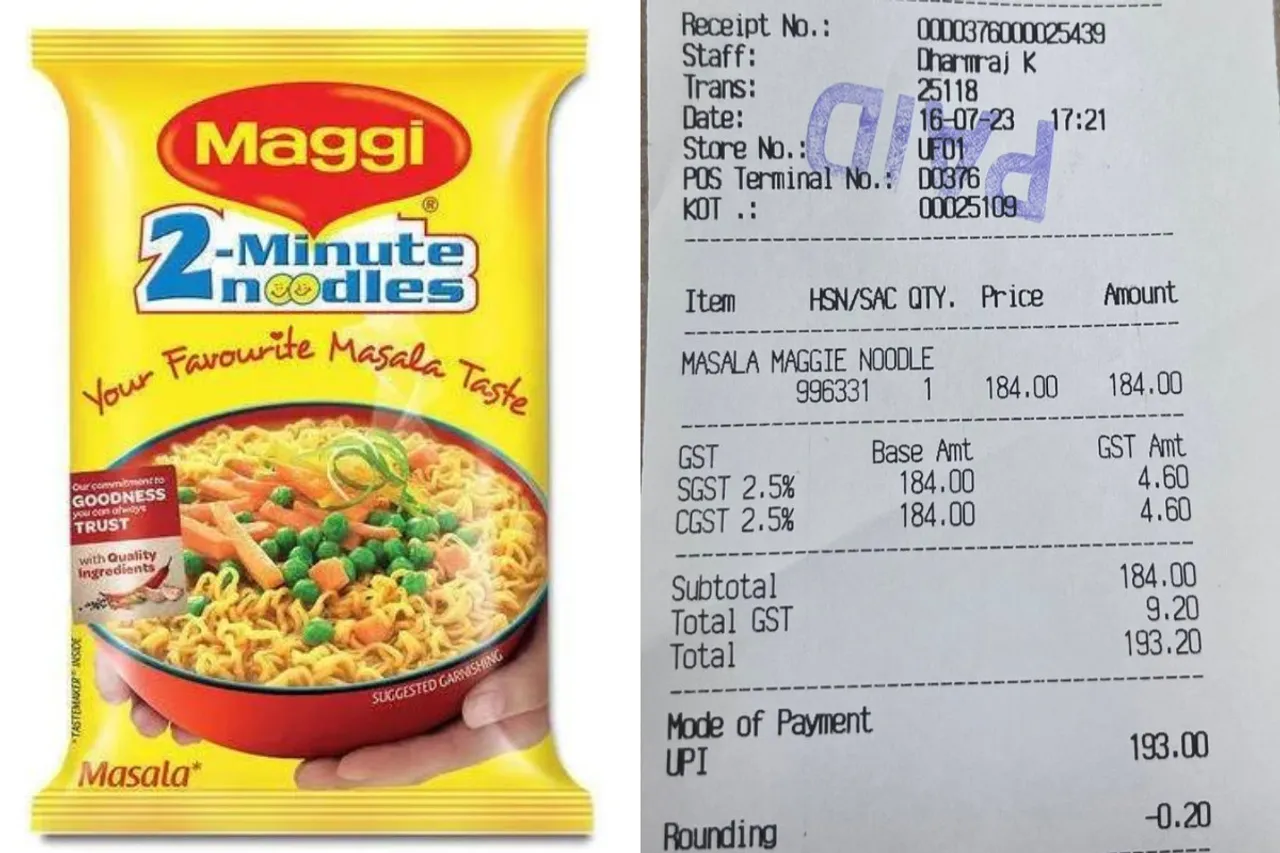 Maggi
®
2-Minute
noodles
Your Favourite Masala Taste
Our commitment to
GOODNESS
you can always
TRUST
with Quality
Ingredients
*TASTEMAKER® INSIDE
SUGGESTED GARNISHING
Masala*
Receipt No.: 000D376000025439
Staff: Dharmraj K
Trans: 25118
Date: 16-07-23 17:21
Store No.: UF01
POS Terminal No.: D0376
KOT .: 00025109
PAID
Item HSN/SAC QTY. Price Amount
MASALA MAGGIE NOODLE
996331 1 184.00 184.00
GST Base Amt GST Amt
SGST 2.5% 184.00 4.60
CGST 2.5% 184.00 4.60
Subtotal 184.00
Total GST 9.20
Total 193.20
Mode of Payment
UPI 193.00
Rounding -0.20